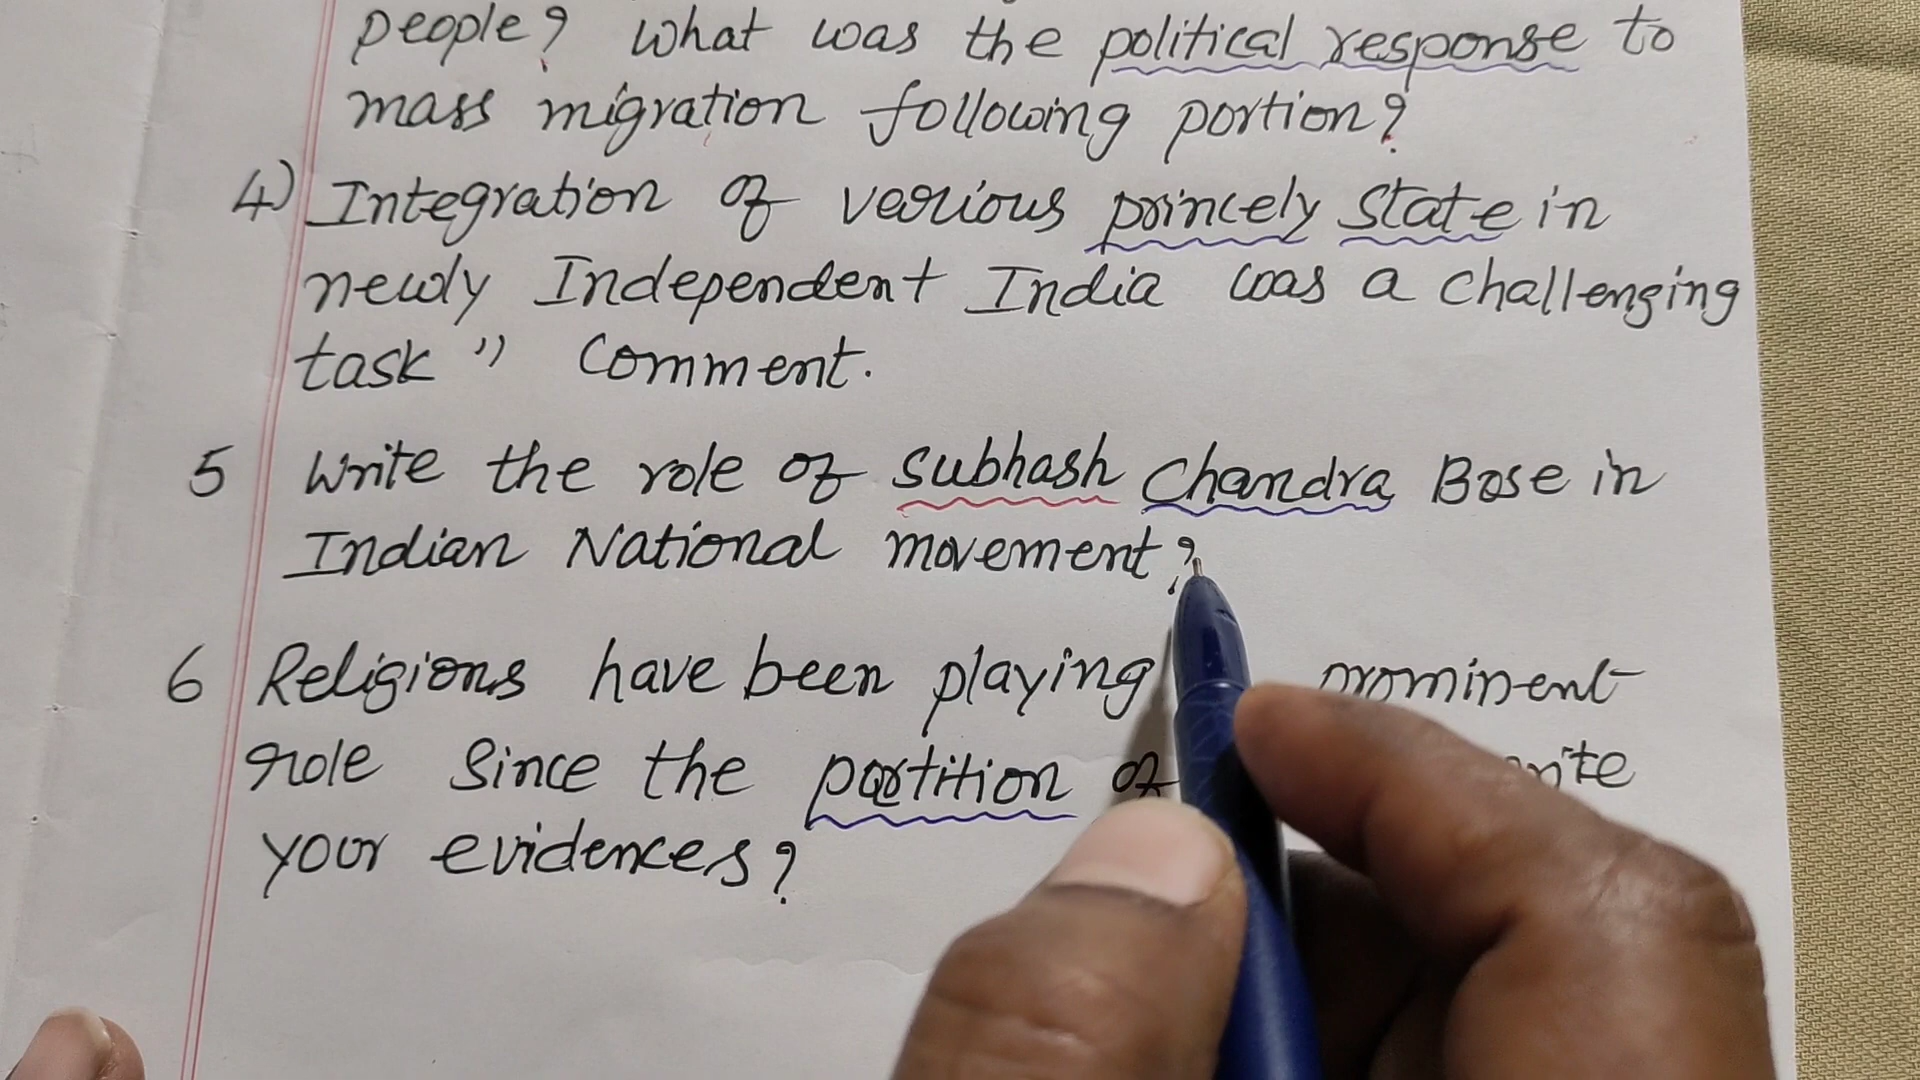 people? What was the political response to
mass migration following portion?
4) Integration of various princely state in
newly Independent India was a challenging
task" Comment.
5 Write the role of subhash Chandra Bose in
Indian National movement?
6 Religions have been playing prominent
role since the partition of
your evidences?